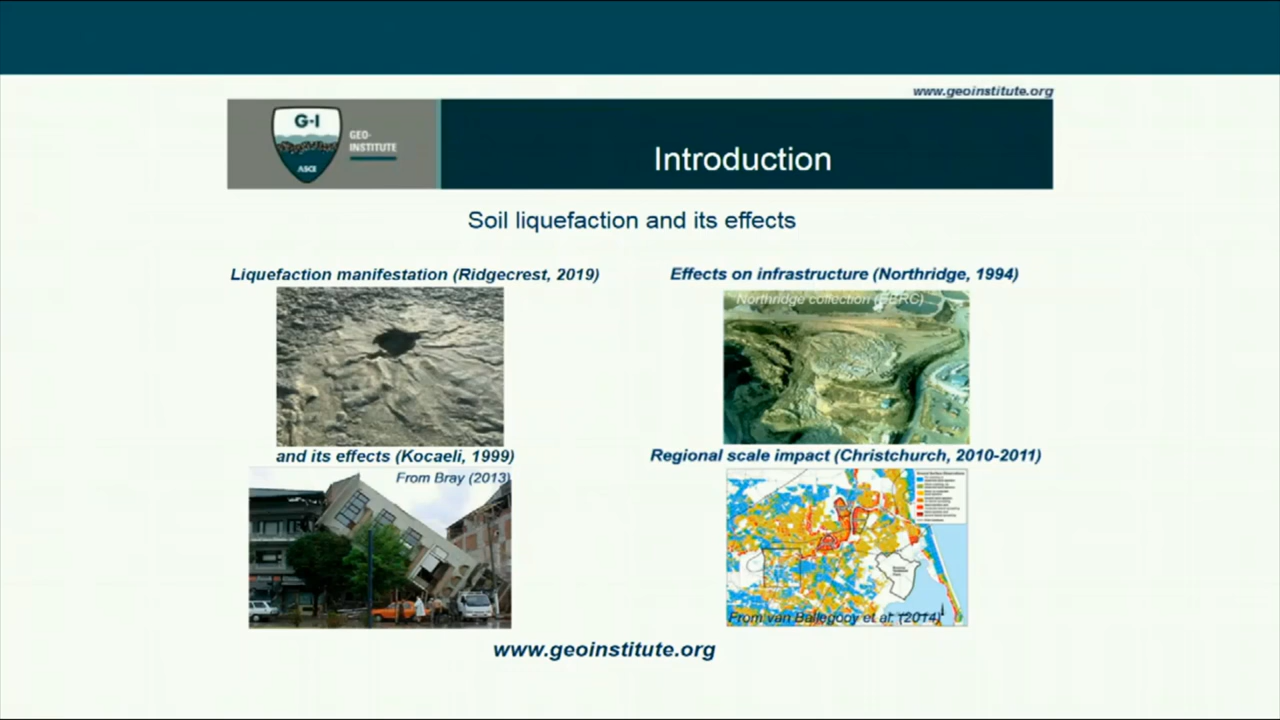 www.geoinstitute.org
G-I
GEO-
INSTITUTE
ASCE
Introduction
Soil liquefaction and its effects
Liquefaction manifestation (Ridgecrest, 2019)
Effects on infrastructure (Northridge, 1994)
Northridge collection (EERC)
and its effects (Kocaeli, 1999)
Regional scale impact (Christchurch, 2010-2011)
From Bray (2013)
From van Ballegooy et al. (2014)
www.geoinstitute.org